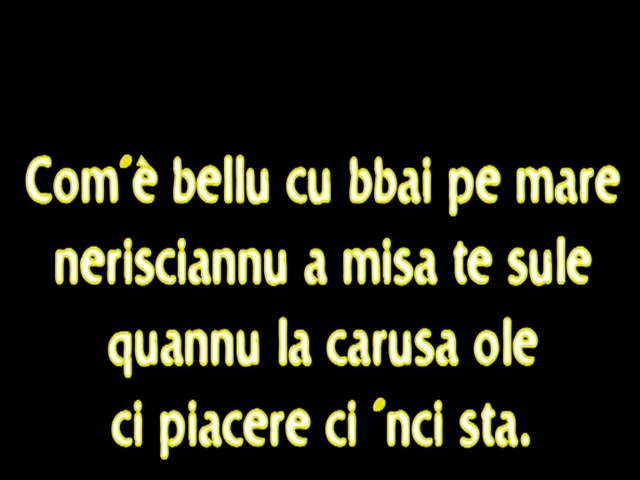 Com´è bellu cu bbai pe mare
nerisciannu a misa te sule
quannu la carusa ole
ci piacere ci ´nci sta.